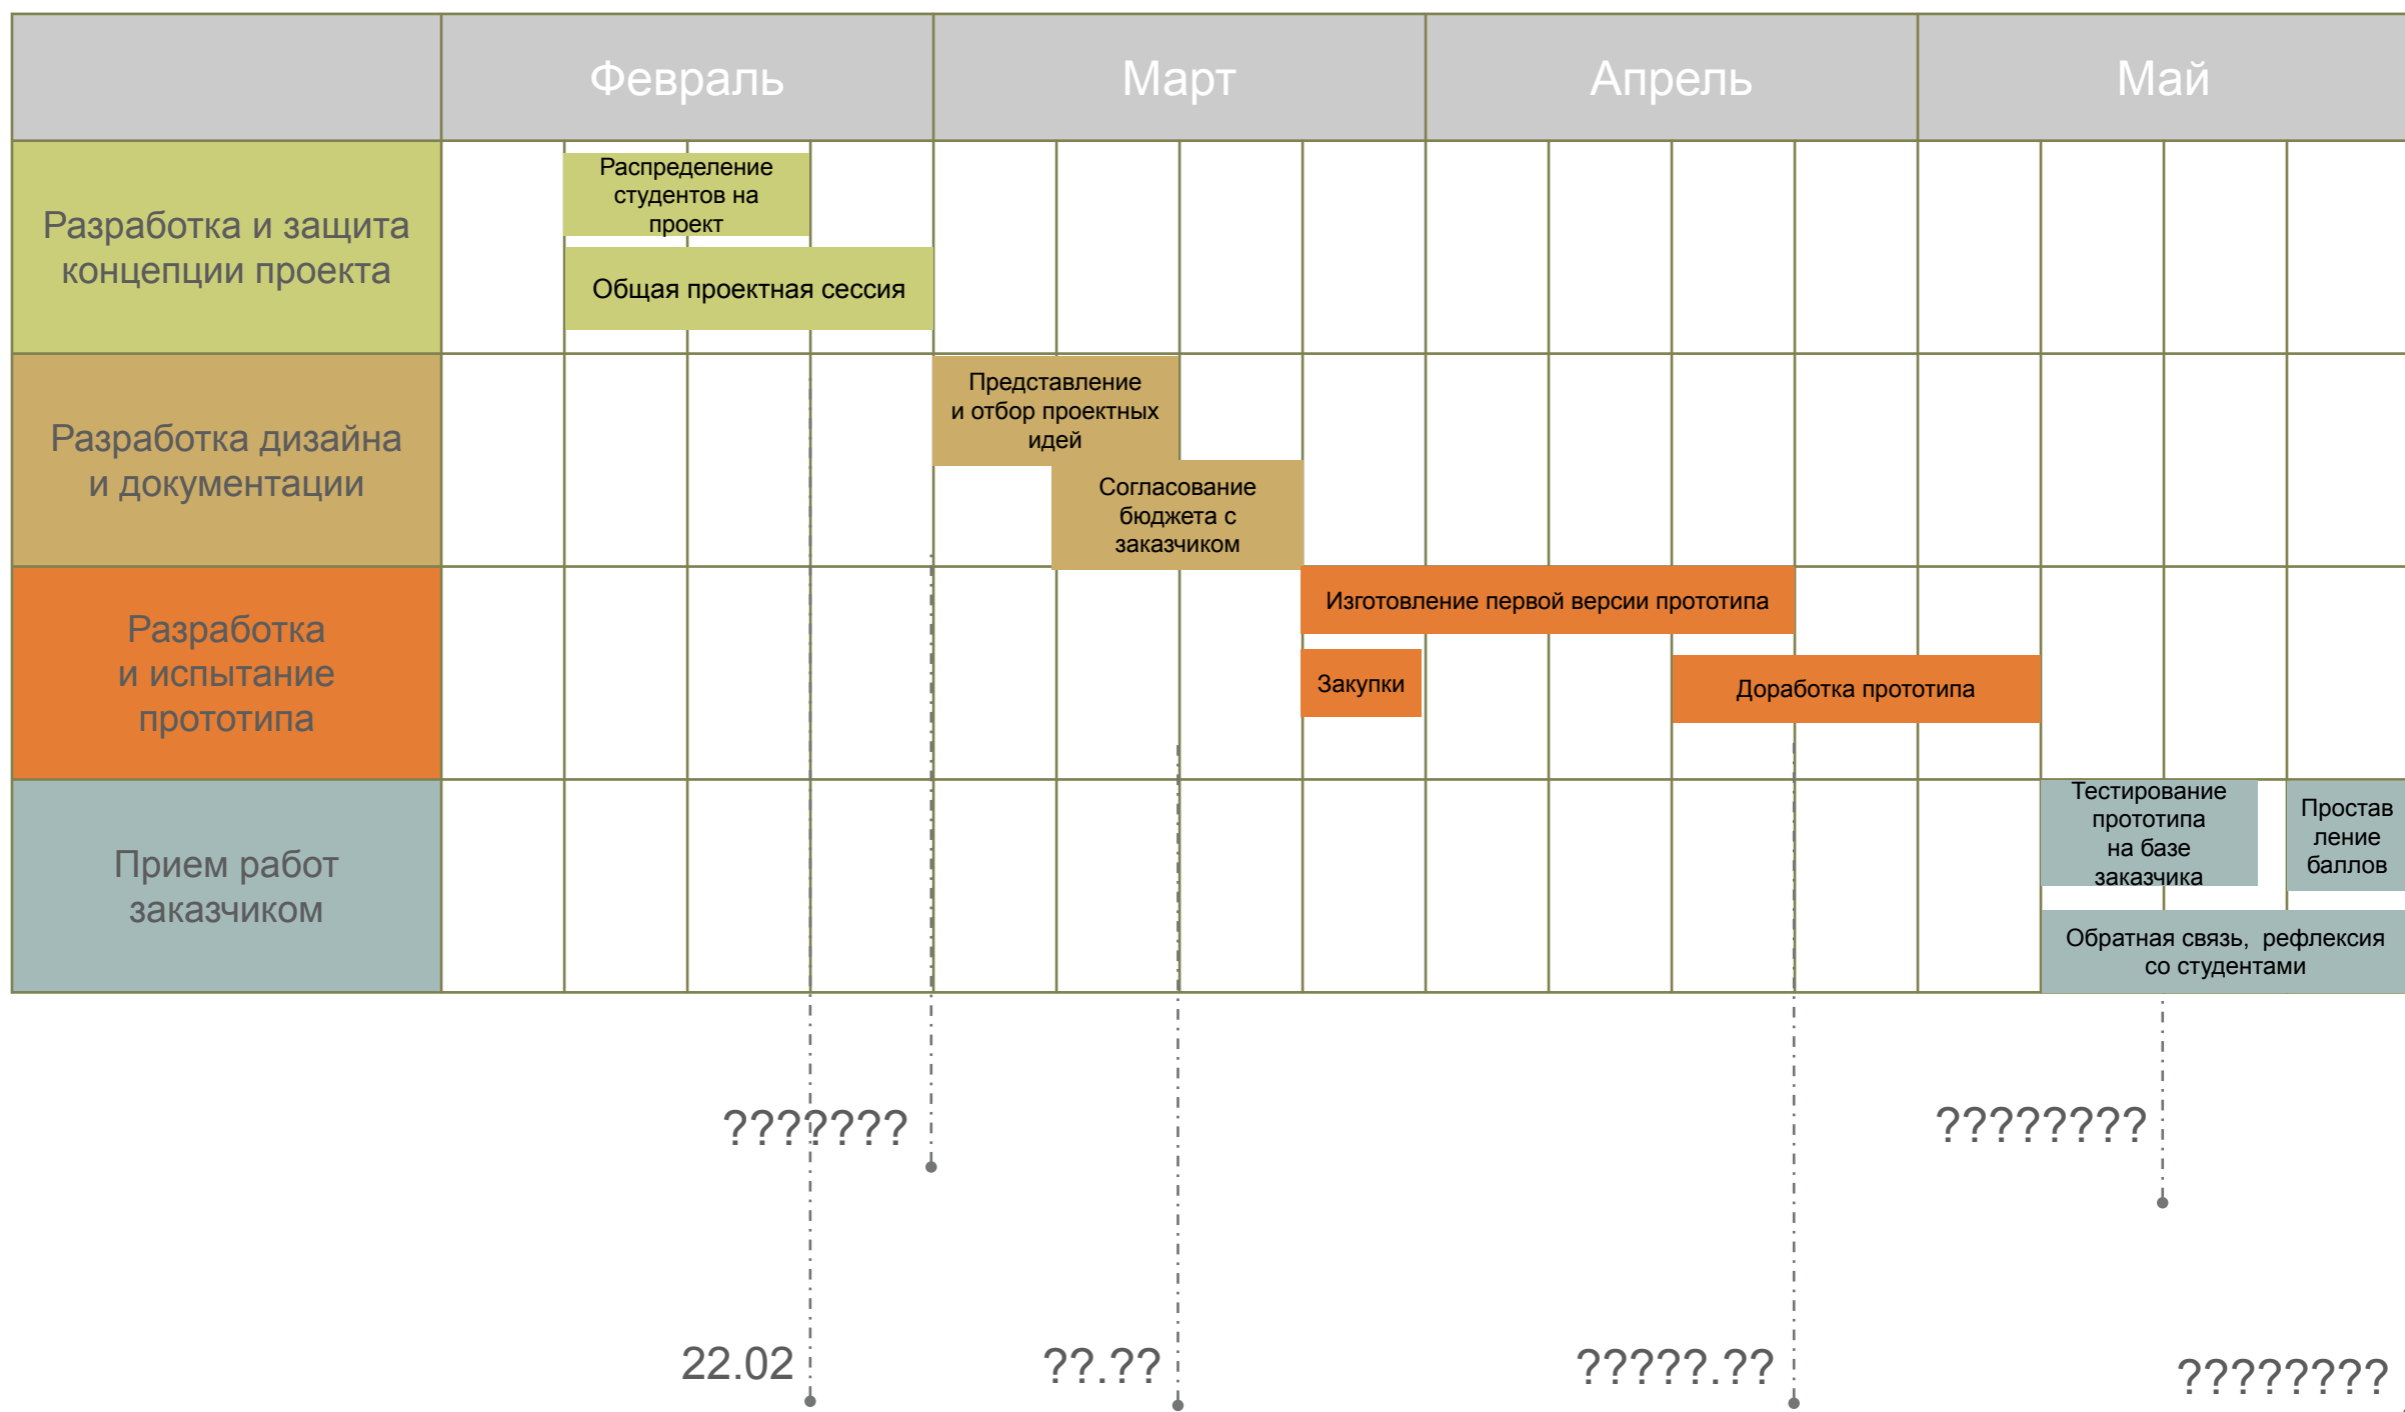 Февраль
Март
Апрель
Май
Разработка и защита
концепции проекта
Распределение
студентов на
проект
Общая проектная сессия
Разработка дизайна
и документации
Представление
и отбор проектных
идей
Согласование
бюджета с
заказчиком
Разработка
и испытание
прототипа
Изготовление первой версии прототипа
Закупки
Доработка прототипа
Прием работ
заказчиком
Тестирование
прототипа
на базе
заказчика
Простав
ление
баллов
Обратная связь, рефлексия
со студентами
???????
????????
22.02
??.??
?????.??
????????